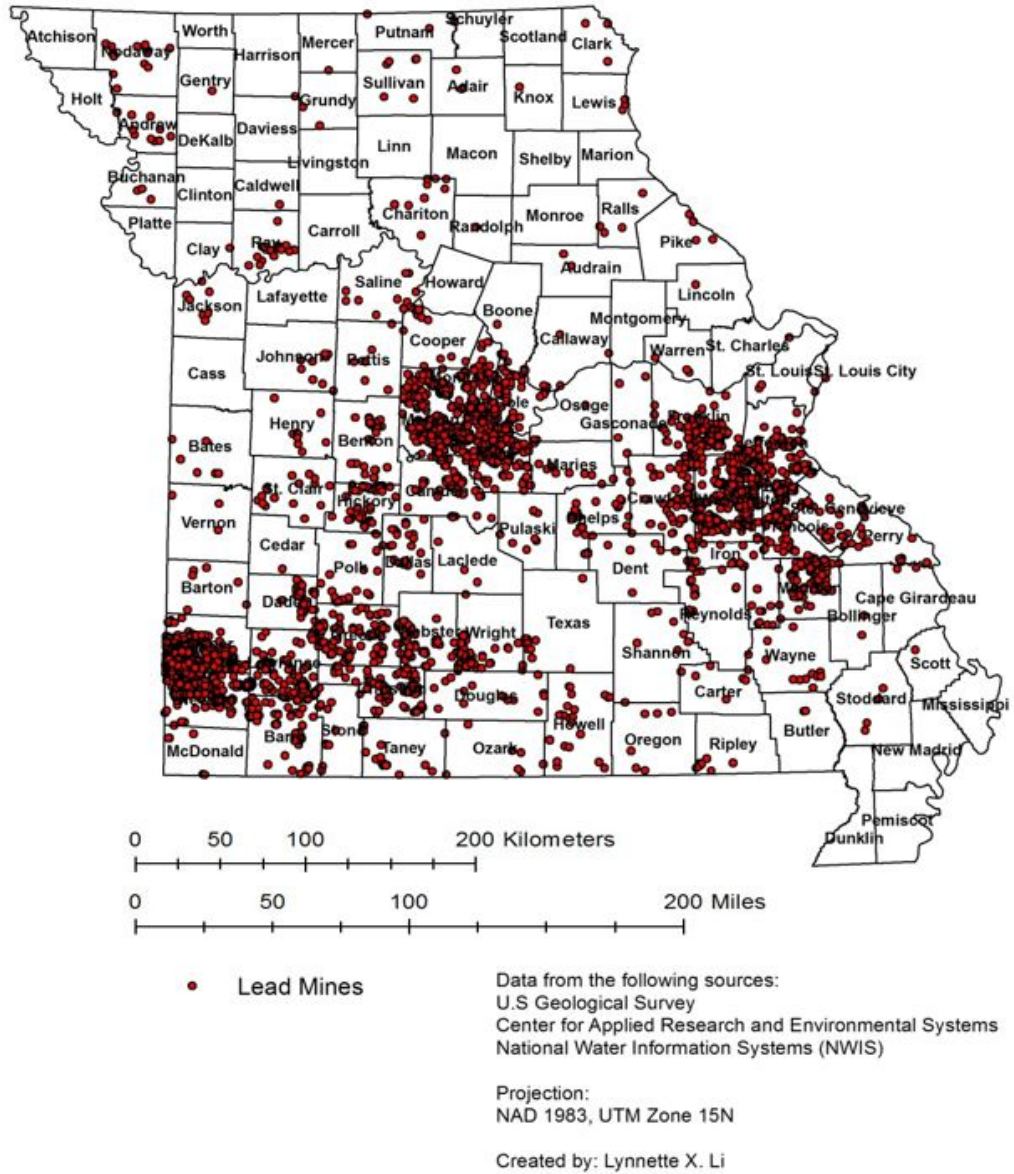 Schuyler
Atchison
Worth
Putnam
Scotland
Nodaway
Harrison
Mercer
Clark
Gentry
Sullivan
Adair
Holt
Grundy
Knox
Lewis
Andrew
Daviess
DeKalb
Linn
Macon
Shelby
Marion
Livingston
Buchanan
Caldwell
Clinton
Chariton
Ralls
Platte
Monroe
Carroll
Randolph
Clay
Ray
Pike
Audrain
Saline
Howard
Jackson
Lafayette
Lincoln
Boone
Montgomery
Cooper
Callaway
Johnson
Pettis
Warren
St. Charles
Cass
St. Louis
St. Louis City
Osage
Franklin
Gasconade
Henry
Benton
Bates
Maries
St. Clair
Camden
Crawford
Ste. Genevieve
Hickory
Vernon
Pulaski
Phelps
Perry
Cedar
Iron
Polk
Dallas
Laclede
Dent
Barton
Madison
Cape Girardeau
Dade
Reynolds
Bollinger
Texas
Webster
Wright
Shannon
Wayne
Scott
Douglas
Carter
Stoddard
Mississippi
Howell
Barry
Stone
Butler
McDonald
Taney
Ozark
Oregon
Ripley
New Madrid
Pemiscot
Dunklin
0 50 100 200 Kilometers
0 50 100 200 Miles
Lead Mines
Data from the following sources:
U.S Geological Survey
Center for Applied Research and Environmental Systems
National Water Information Systems (NWIS)
Projection:
NAD 1983, UTM Zone 15N
Created by: Lynnette X. Li